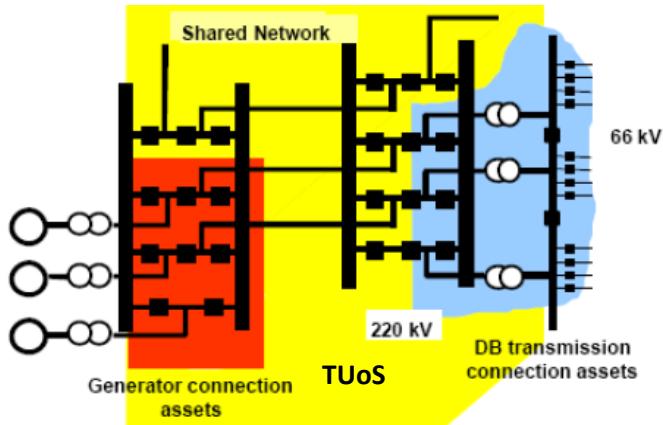 Shared Network
66 kV
220 kV
DB transmission
connection assets
Generator connection
assets
TUoS